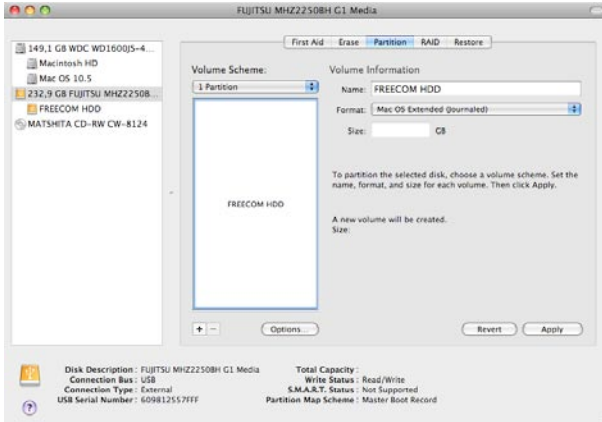 FUJITSU MHZ2250BH G1 Media
First Aid Erase Partition RAID Restore
149,1 GB WDC WD1600JS-4...
Macintosh HD
Mac OS 10.5
232,9 GB FUJITSU MHZ2250B...
FREECOM HDD
MATSHITA CD-RW CW-8124
Volume Scheme:
1 Partition
FREECOM HDD
+ −
Options...
Volume Information
Name: FREECOM HDD
Format: Mac OS Extended (Journaled)
Size: GB
To partition the selected disk, choose a volume scheme. Set the
name, format, and size for each volume. Then click Apply.
A new volume will be created.
Size:
Revert Apply
Disk Description : FUJITSU MHZ2250BH G1 Media
Connection Bus : USB
Connection Type : External
USB Serial Number : 609812557FFF
Total Capacity :
Write Status : Read/Write
S.M.A.R.T. Status : Not Supported
Partition Map Scheme : Master Boot Record
?